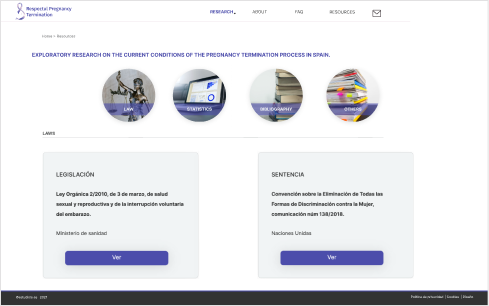 Respectal Pregnancy
Termination
RESEARCH
ABOUT
FAQ
RESOURCES
Home > Resources
EXPLORATORY RESEARCH ON THE CURRENT CONDITIONS OF THE PREGNANCY TERMINATION PROCESS IN SPAIN.
LAW
STATISTICS
BIBLIOGRAPHY
OTHERS
LAWS
LEGISLACIÓN
Ley Orgánica 2/2010, de 3 de marzo, de salud
sexual y reproductiva y de la interrupción voluntaria
del embarazo.
Ministerio de sanidad
Ver
SENTENCIA
Convención sobre la Eliminación de Todas las
Formas de Discriminación contra la Mujer,
comunicación núm 138/2018.
Naciones Unidas
Ver
2021
Política de privacidad | Cookies | Diseño